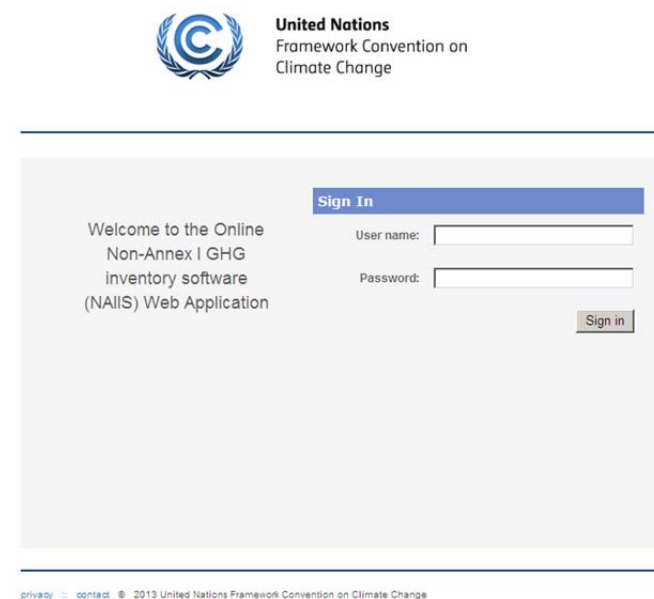 United Nations
Framework Convention on
Climate Change
Welcome to the Online
Non-Annex I GHG
inventory software
(NAIIS) Web Application
Sign In
User name:
Password:
Sign in
privacy :: contact © 2013 United Nations Framework Convention on Climate Change